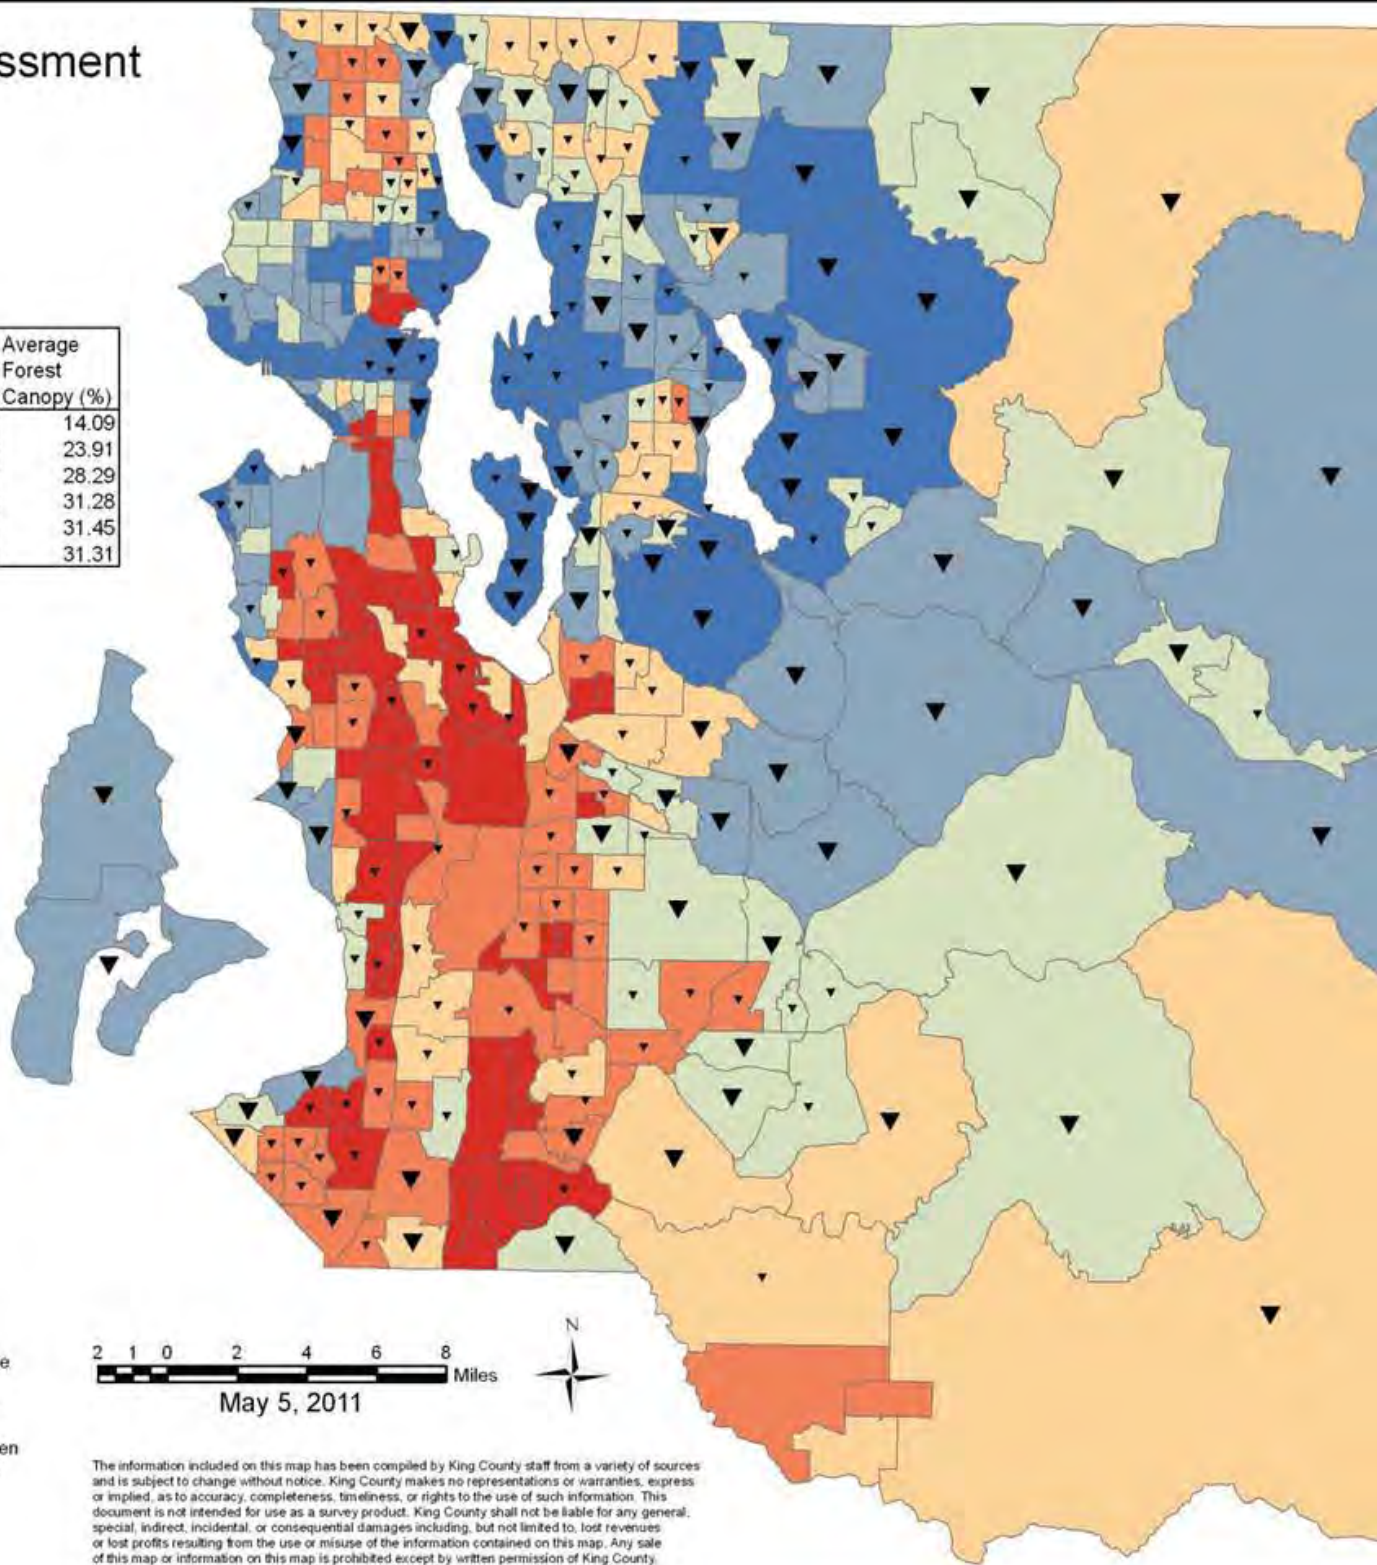 ssment
Average
Forest
Canopy (%)
14.09
23.91
28.29
31.28
31.45
31.31
N
2 1 0 2 4 6 8
Miles
May 5, 2011
e
en
The information included on this map has been compiled by King County staff from a variety of sources
and is subject to change without notice. King County makes no representations or warranties, express
or implied, as to accuracy, completeness, timeliness, or rights to the use of such information. This
document is not intended for use as a survey product. King County shall not be liable for any general,
special, indirect, incidental, or consequential damages including, but not limited to, lost revenues
or lost profits resulting from the use or misuse of the information contained on this map. Any sale
of this map or information on this map is prohibited except by written permission of King County.